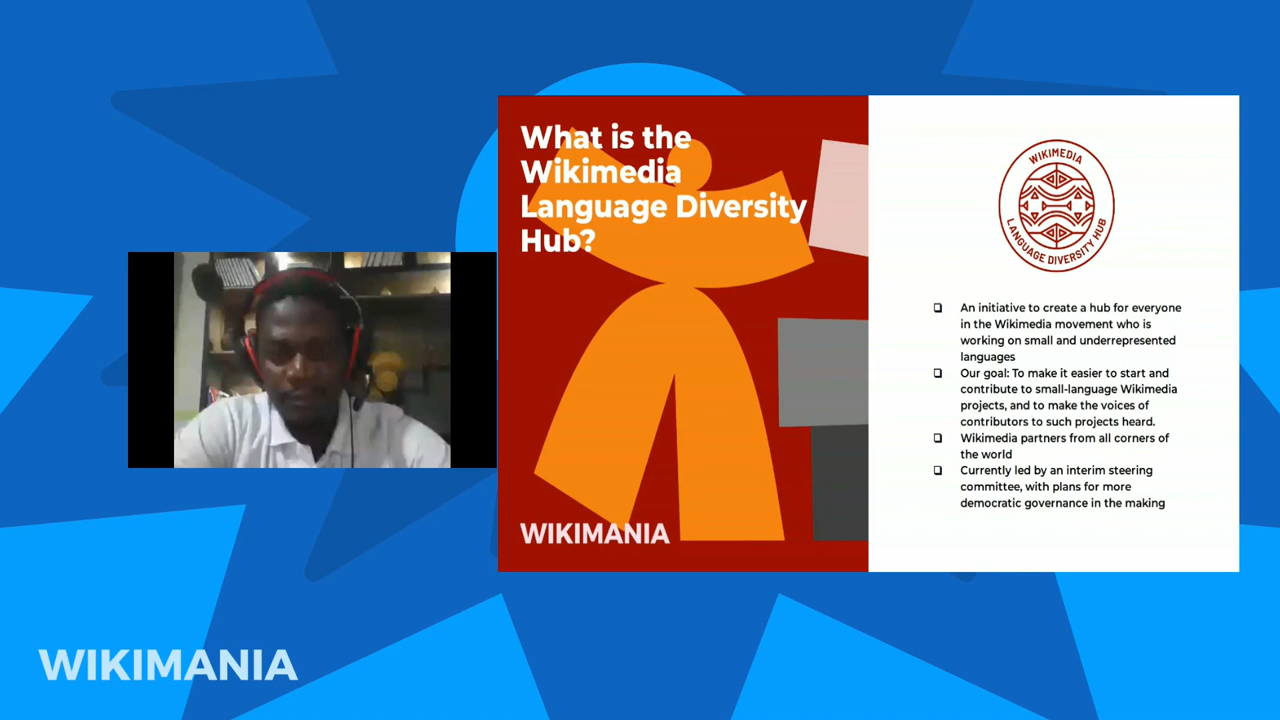 What is the
Wikimedia
Language Diversity
Hub?
WIKIMANIA
WIKIMEDIA
LANGUAGE DIVERSITY HUB
An initiative to create a hub for everyone
in the Wikimedia movement who is
working on small and underrepresented
languages
Our goal: To make it easier to start and
contribute to small-language Wikimedia
projects, and to make the voices of
contributors to such projects heard.
Wikimedia partners from all corners of
the world
Currently led by an interim steering
committee, with plans for more
democratic governance in the making
WIKIMANIA